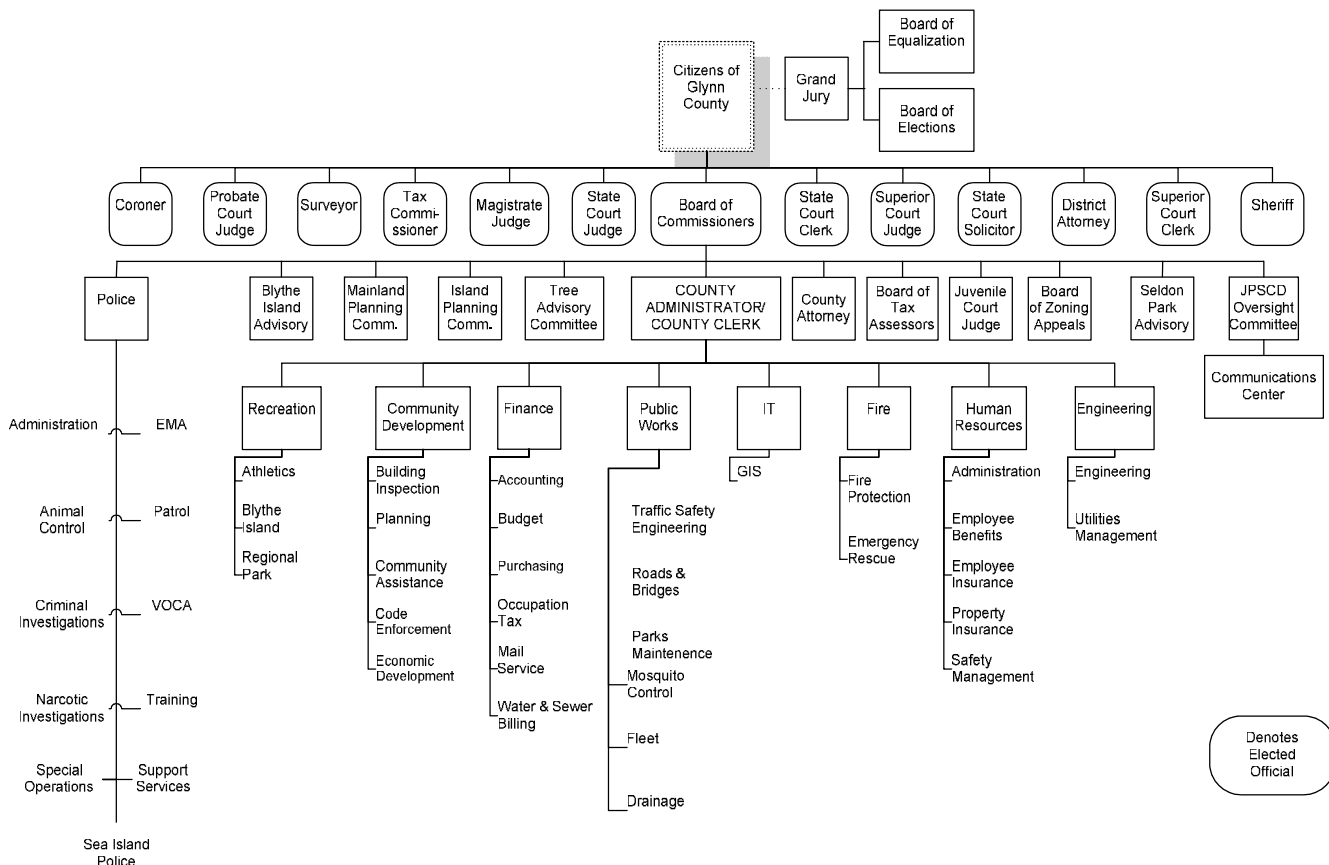 Board of
Equalization
Citizens of
Glynn
County
Grand
Jury
Board of
Elections
Coroner
Probate
Court
Judge
Surveyor
Tax
Commi-
ssioner
Magistrate
Judge
State
Court
Judge
Board of
Commissioners
State
Court
Clerk
Superior
Court
Judge
State
Court
Solicitor
District
Attorney
Superior
Court
Clerk
Sheriff
Police
Blythe
Island
Advisory
Mainland
Planning
Comm.
Island
Planning
Comm.
Tree
Advisory
Committee
COUNTY
ADMINISTRATOR/
COUNTY CLERK
County
Attorney
Board of
Tax
Assessors
Juvenile
Court
Judge
Board
of Zoning
Appeals
Seldon
Park
Advisory
JPSCD
Oversight
Committee
Communications
Center
Recreation
Community
Development
Finance
Public
Works
IT
Fire
Human
Resources
Engineering
Administration
EMA
Animal
Control
Patrol
Criminal
Investigations
VOCA
Narcotic
Investigations
Training
Special
Operations
Support
Services
Sea Island
Police
Athletics
Blythe
Island
Regional
Park
Building
Inspection
Planning
Community
Assistance
Code
Enforcement
Economic
Development
Accounting
Budget
Purchasing
Occupation
Tax
Mail
Service
Water & Sewer
Billing
Traffic Safety
Engineering
Roads &
Bridges
Parks
Maintenence
Mosquito
Control
Fleet
Drainage
GIS
Fire
Protection
Emergency
Rescue
Administration
Employee
Benefits
Employee
Insurance
Property
Insurance
Safety
Management
Engineering
Utilities
Management
Denotes
Elected
Official